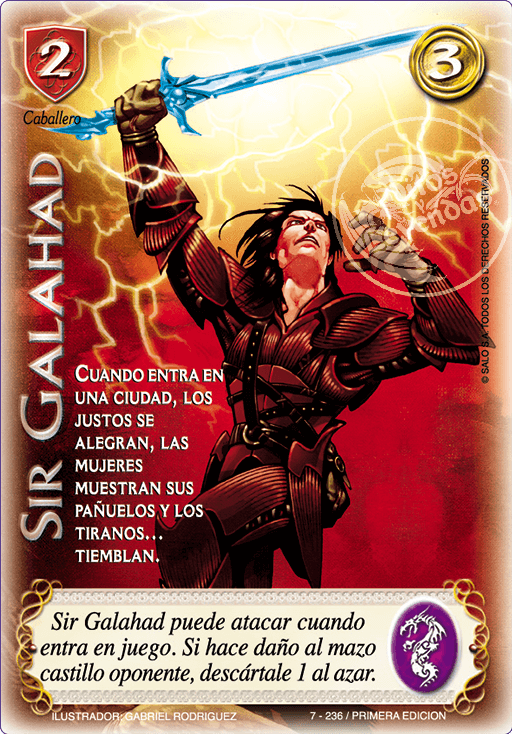 2
3
Caballero
SIR GALAHAD
CUANDO ENTRA EN
UNA CIUDAD, LOS
JUSTOS SE
ALEGRAN, LAS
MUJERES
MUESTRAN SUS
PAÑUELOS Y LOS
TIRANOS...
TIEMBLAN.
Sir Galahad puede atacar cuando
entra en juego. Si hace daño al mazo
castillo oponente, descártale 1 al azar.
ILUSTRADOR: GABRIEL RODRIGUEZ
7 - 236 / PRIMERA EDICION
© SALO S.A. TODOS LOS DERECHOS RESERVADOS